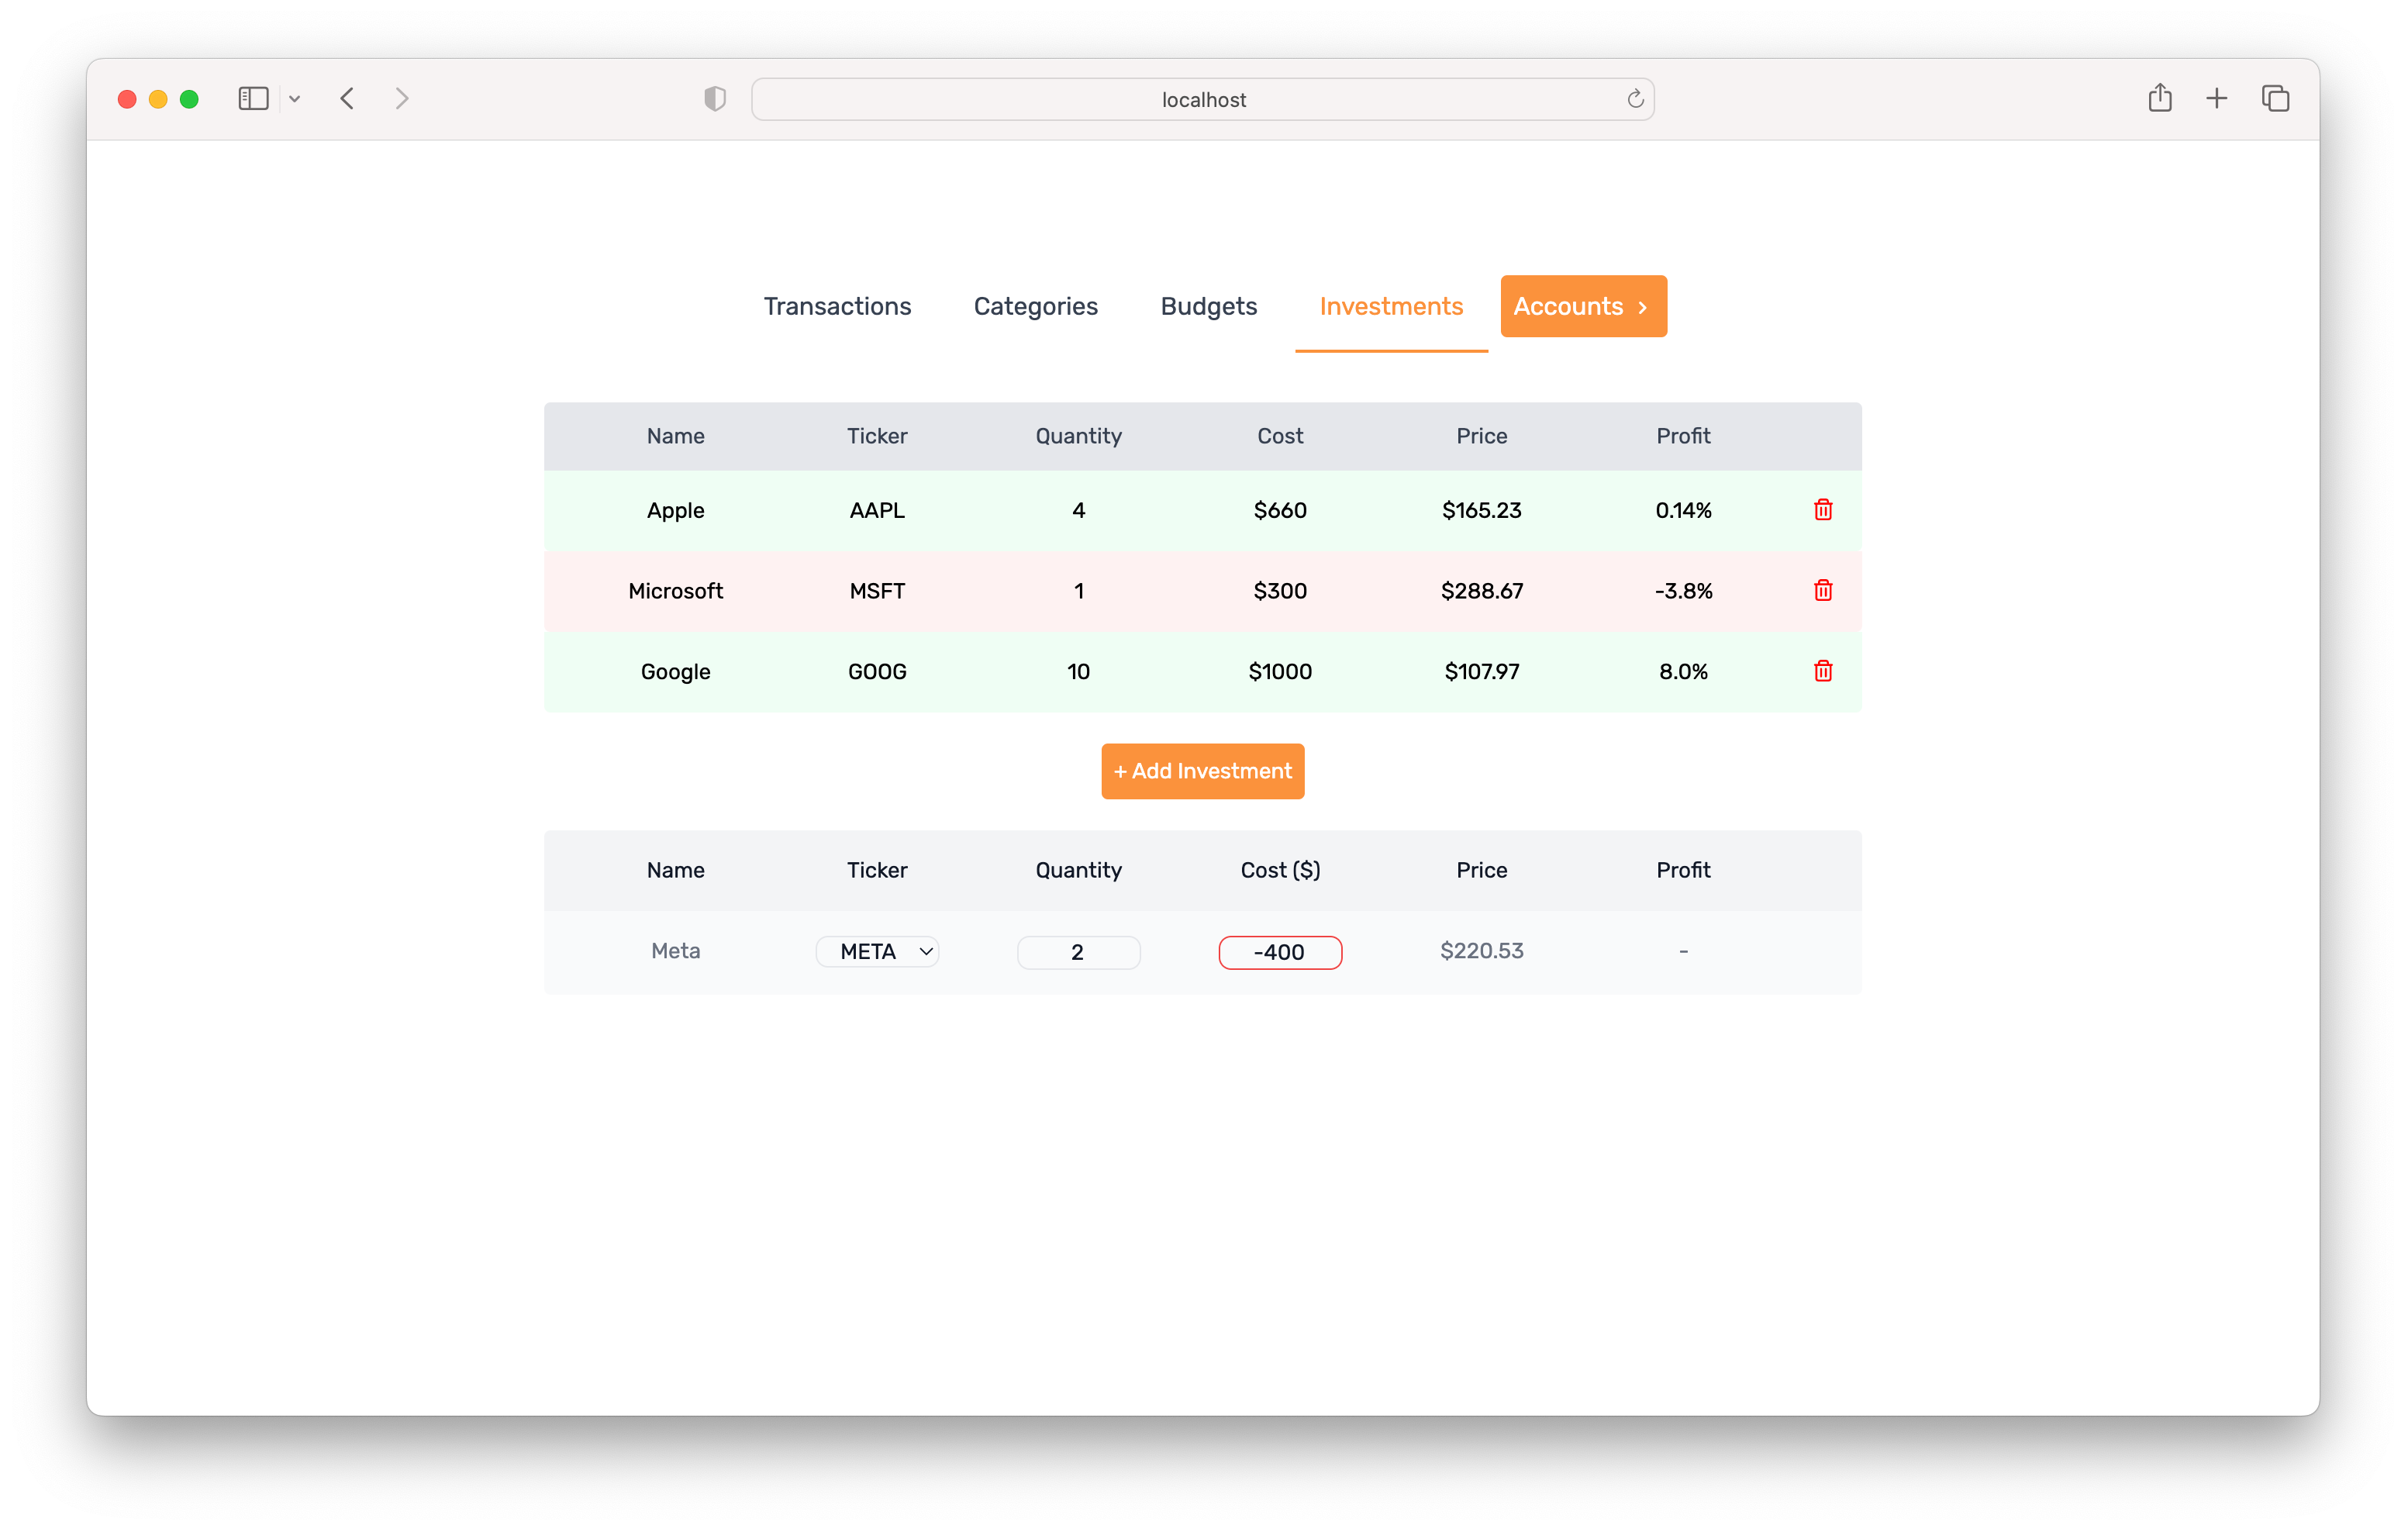 localhost
Transactions Categories Budgets Investments Accounts >
Name Ticker Quantity Cost Price Profit
Apple AAPL 4 $660 $165.23 0.14%
Microsoft MSFT 1 $300 $288.67 -3.8%
Google GOOG 10 $1000 $107.97 8.0%
+ Add Investment
Name Ticker Quantity Cost ($) Price Profit
Meta META 2 -400 $220.53 -